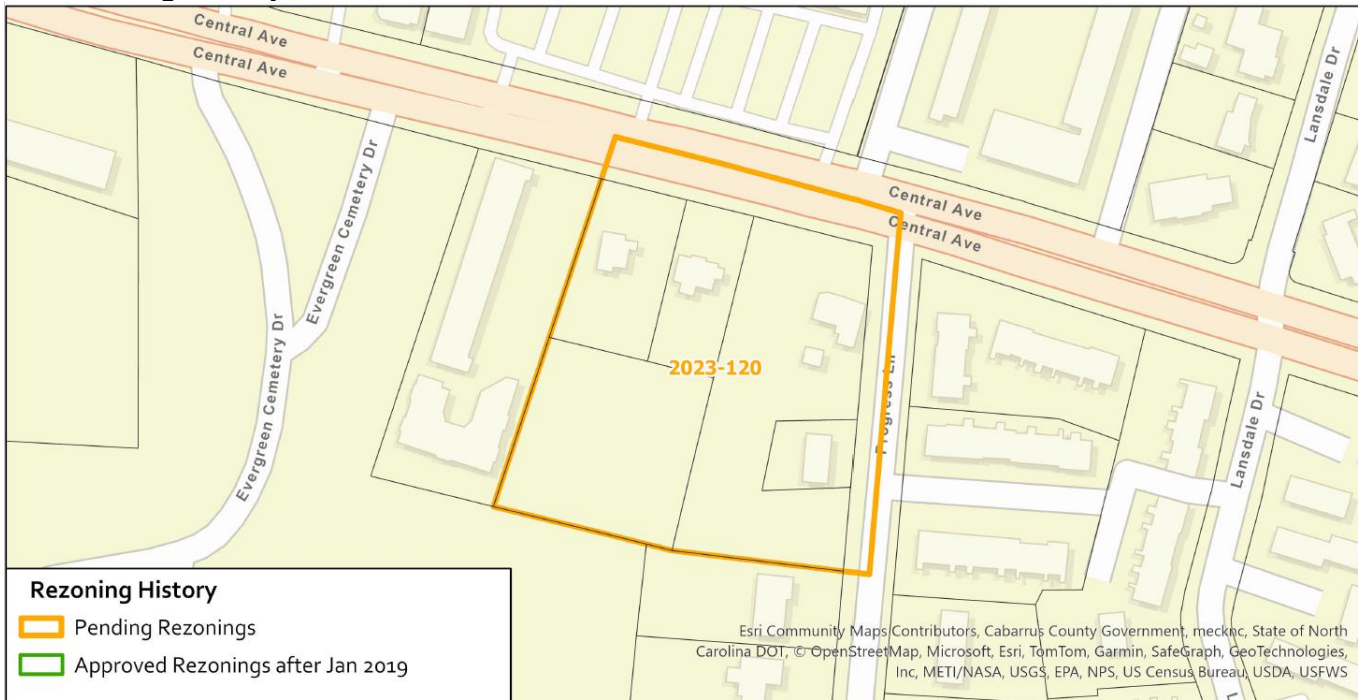 Central Ave
Central Ave
Lansdale Dr
Evergreen Cemetery Dr
Central Ave
Central Ave
Evergreen Cemetery Dr
2023-120
Progress Ln
Lansdale Dr
Rezoning History
Pending Rezonings
Approved Rezonings after Jan 2019
Esri Community Maps Contributors, Cabarrus County Government, mecknc, State of North
Carolina DOT, © OpenStreetMap, Microsoft, Esri, TomTom, Garmin, SafeGraph, GeoTechnologies,
Inc, METI/NASA, USGS, EPA, NPS, US Census Bureau, USDA, USFWS